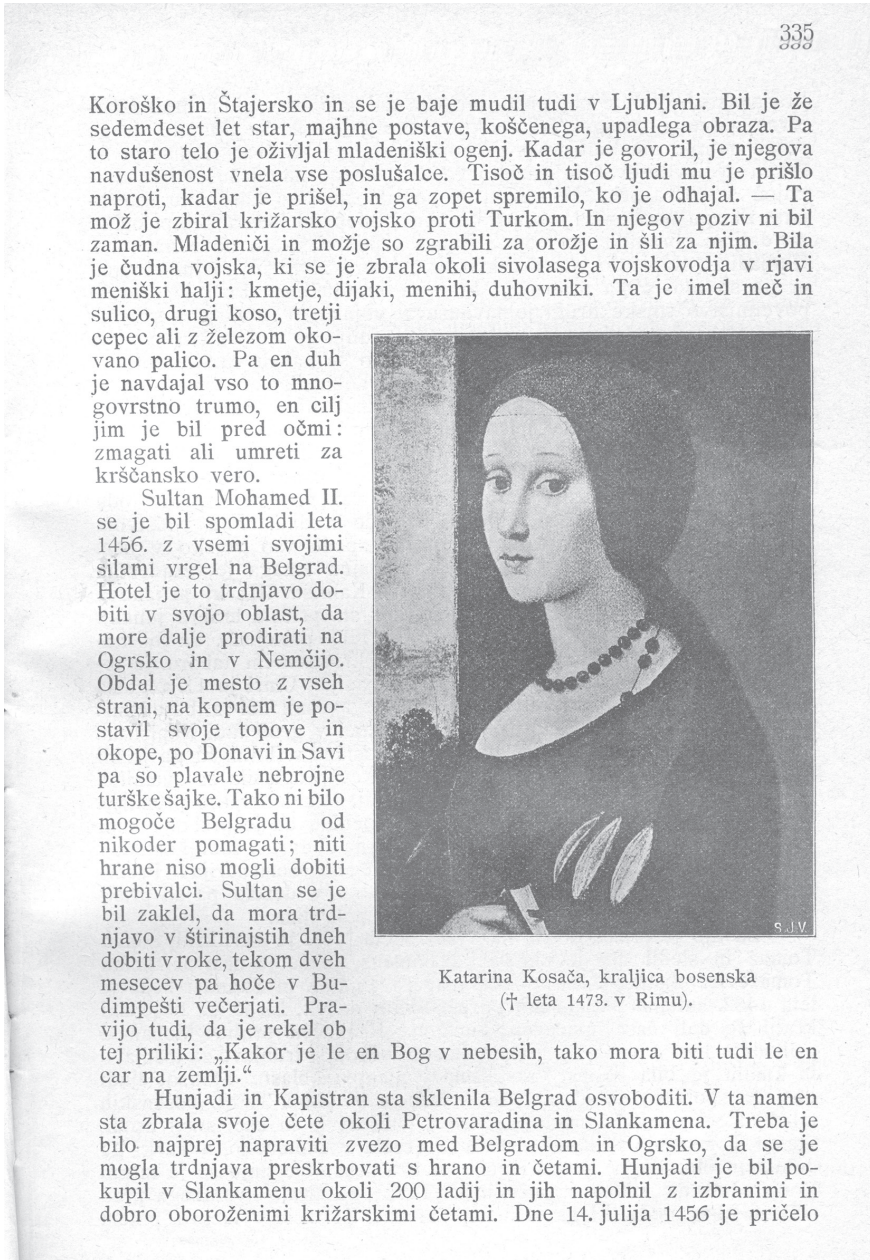 335
Koroško in Štajersko in se je baje mudil tudi v Ljubljani. Bil je že
sedemdeset let star, majhne postave, koščenega, upadlega obraza. Pa
to staro telo je oživljal mladeniški ogenj. Kadar je govoril, je njegova
navdušenost vnela vse poslušalce. Tisoč in tisoč ljudi mu je prišlo
naproti, kadar je prišel, in ga zopet spremilo, ko je odhajal. — Ta
mož je zbiral križarsko vojsko proti Turkom. In njegov poziv ni bil
zaman. Mladeniči in možje so zgrabili za orožje in šli za njim. Bila
je čudna vojska, ki se je zbrala okoli sivolasega vojskovodja v rjavi
meniški halji: kmetje, dijaki, menihi, duhovniki. Ta je imel meč in
sulico, drugi koso, tretji
cepec ali z železom oko-
vano palico. Pa en duh
je navdajal vso to mno-
govrstno trumo, en cilj
jim je bil pred očmi:
zmagati ali umreti za
krščansko vero.
Sultan Mohamed II.
se je bil spomladi leta
1456. z vsemi svojimi
silami vrgel na Belgrad.
Hotel je to trdnjavo do-
biti v svojo oblast, da
more dalje prodirati na
Ogrsko in v Nemčijo.
Obdal je mesto z vseh
strani, na kopnem je po-
stavil svoje topove in
okope, po Donavi in Savi
pa so plavale nebrojne
turške šajke. Tako ni bilo
mogoče Belgradu od
nikoder pomagati; niti
hrane niso mogli dobiti
prebivalci. Sultan se je
bil zaklel, da mora trd-
njavo v štirinajstih dneh
dobiti v roke, tekom dveh
mesecev pa hoče v Bu-
dimpešti večerjati. Pra-
vijo tudi, da je rekel ob
tej priliki: „Kakor je le en Bog v nebesih, tako mora biti tudi le en
car na zemlji.“
S.J.V.
Katarina Kosača, kraljica bosenska
(† leta 1473. v Rimu).
Hunjadi in Kapistran sta sklenila Belgrad osvoboditi. V ta namen
sta zbrala svoje čete okoli Petrovaradina in Slankamena. Treba je
bilo najprej napraviti zvezo med Belgradom in Ogrsko, da se je
mogla trdnjava preskrbovati s hrano in četami. Hunjadi je bil po-
kupil v Slankamenu okoli 200 ladij in jih napolnil z izbranimi in
dobro oboroženimi križarskimi četami. Dne 14. julija 1456 je pričelo